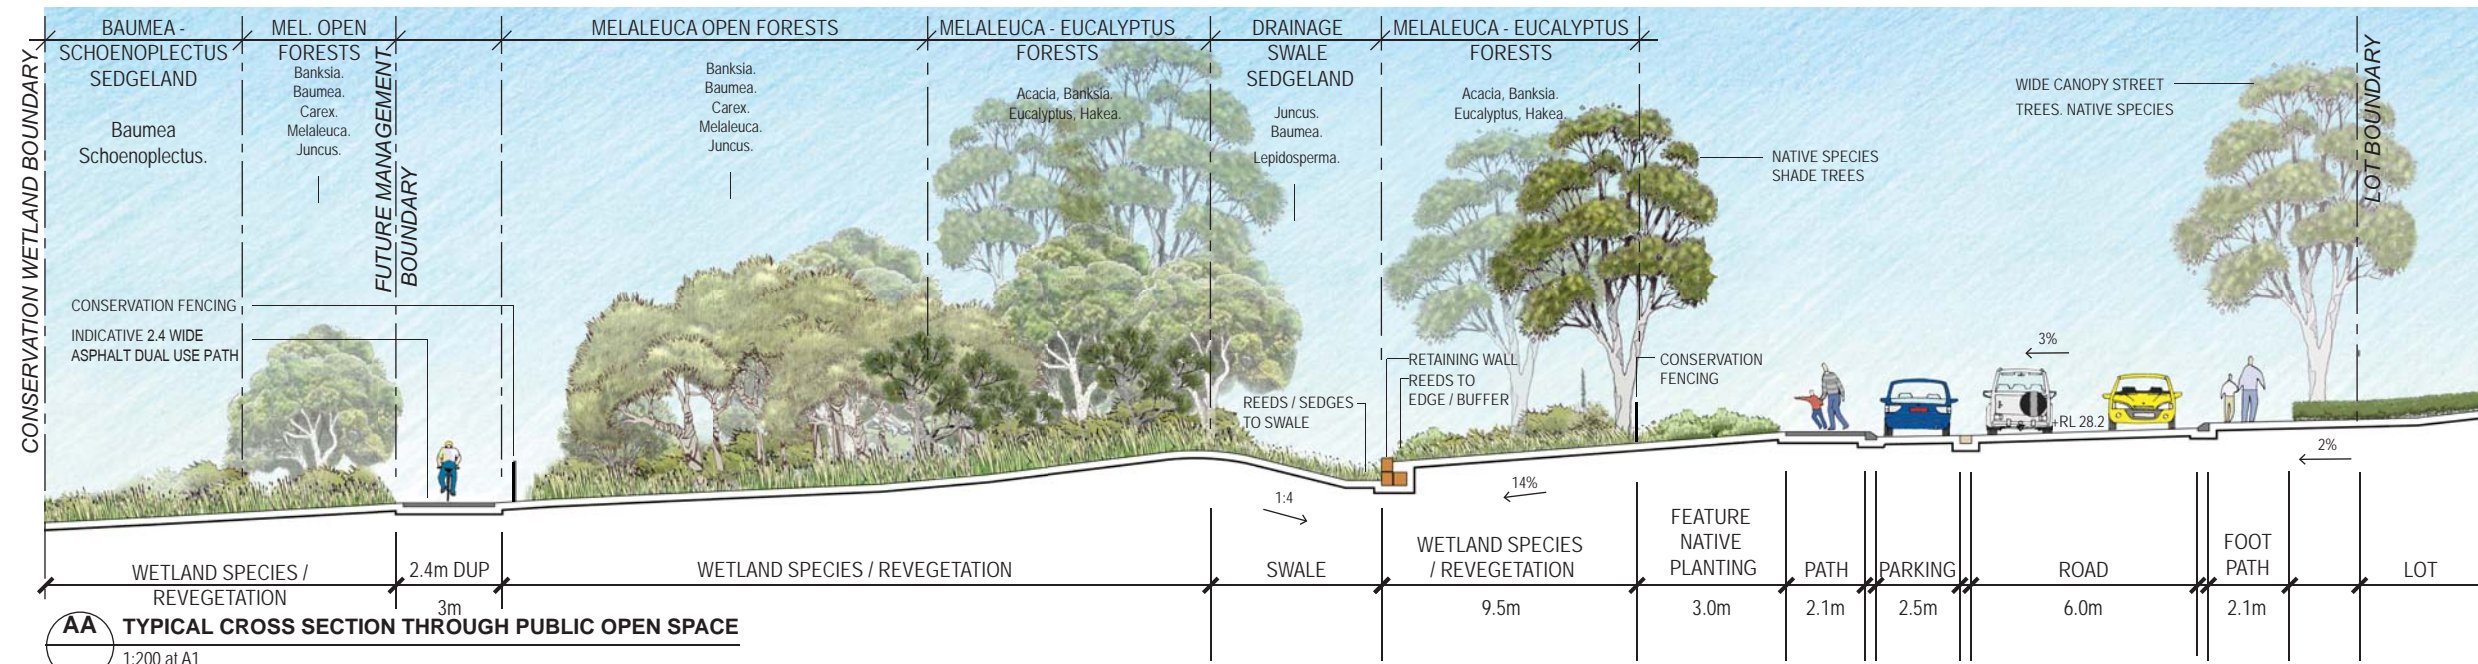 BAUMEA -
SCHOENOPLECTUS
SEDGELAND
Baumea
Schoenoplectus.
MEL. OPEN
FORESTS
Banksia.
Baumea.
Carex.
Melaleuca.
Juncus.
MELALEUCA OPEN FORESTS
Banksia.
Baumea.
Carex.
Melaleuca.
Juncus.
MELALEUCA - EUCALYPTUS
FORESTS
Acacia, Banksia.
Eucalyptus, Hakea.
DRAINAGE
SWALE
SEDGELAND
Juncus.
Baumea.
Lepidosperma.
MELALEUCA - EUCALYPTUS
FORESTS
Acacia, Banksia.
Eucalyptus, Hakea.
CONSERVATION WETLAND BOUNDARY
FUTURE MANAGEMENT
BOUNDARY
LOT BOUNDARY
WIDE CANOPY STREET
TREES. NATIVE SPECIES
NATIVE SPECIES
SHADE TREES
CONSERVATION FENCING
INDICATIVE 2.4 WIDE
ASPHALT DUAL USE PATH
RETAINING WALL
REEDS TO
EDGE / BUFFER
REEDS / SEDGES
TO SWALE
CONSERVATION
FENCING
3%
+RL 28.2
2%
14%
1:4
WETLAND SPECIES /
REVEGETATION
2.4m DUP
3m
WETLAND SPECIES / REVEGETATION
SWALE
WETLAND SPECIES
/ REVEGETATION
9.5m
FEATURE
NATIVE
PLANTING
3.0m
PATH
2.1m
PARKING
2.5m
ROAD
6.0m
FOOT
PATH
2.1m
LOT
AA
TYPICAL CROSS SECTION THROUGH PUBLIC OPEN SPACE
1:200 at A1